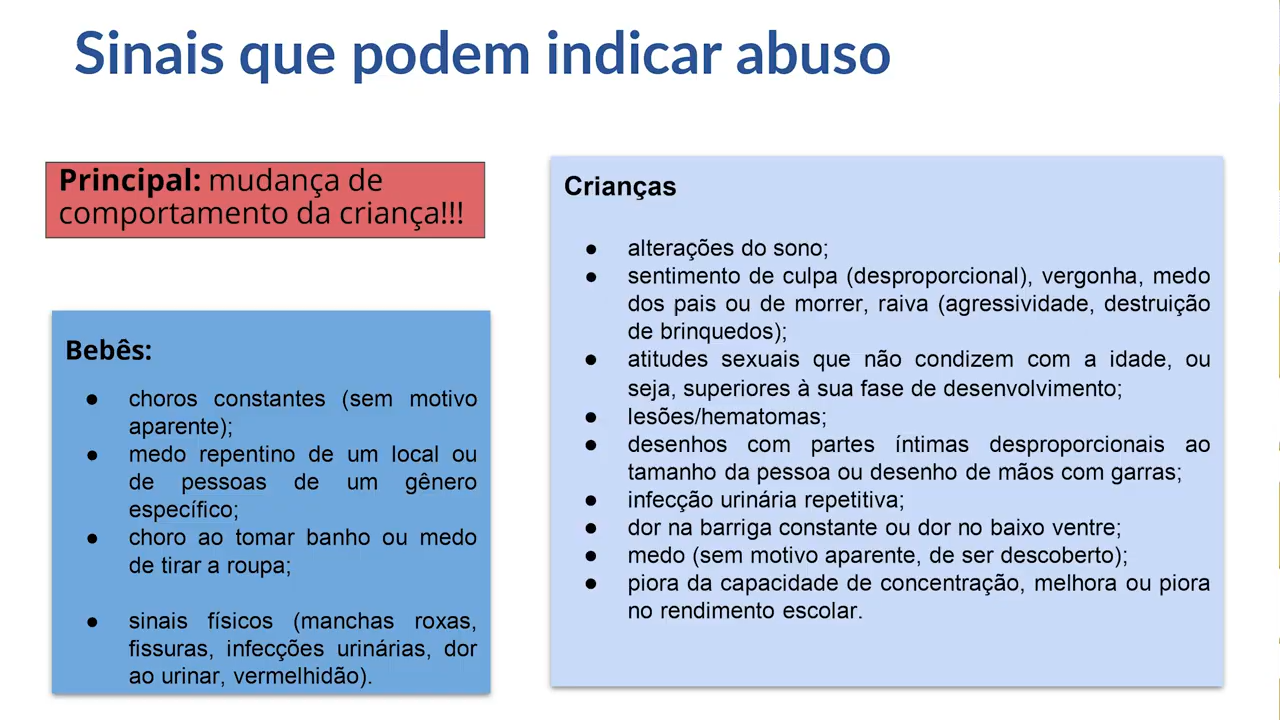 Sinais que podem indicar abuso
Principal: mudança de
comportamento da criança!!!
Bebês:
● choros constantes (sem motivo
aparente);
● medo repentino de um local ou
de pessoas de um gênero
específico;
● choro ao tomar banho ou medo
de tirar a roupa;
● sinais físicos (manchas roxas,
fissuras, infecções urinárias, dor
ao urinar, vermelhidão).
Crianças
● alterações do sono;
● sentimento de culpa (desproporcional), vergonha, medo
dos pais ou de morrer, raiva (agressividade, destruição
de brinquedos);
● atitudes sexuais que não condizem com a idade, ou
seja, superiores à sua fase de desenvolvimento;
● lesões/hematomas;
● desenhos com partes íntimas desproporcionais ao
tamanho da pessoa ou desenho de mãos com garras;
● infecção urinária repetitiva;
● dor na barriga constante ou dor no baixo ventre;
● medo (sem motivo aparente, de ser descoberto);
● piora da capacidade de concentração, melhora ou piora
no rendimento escolar.